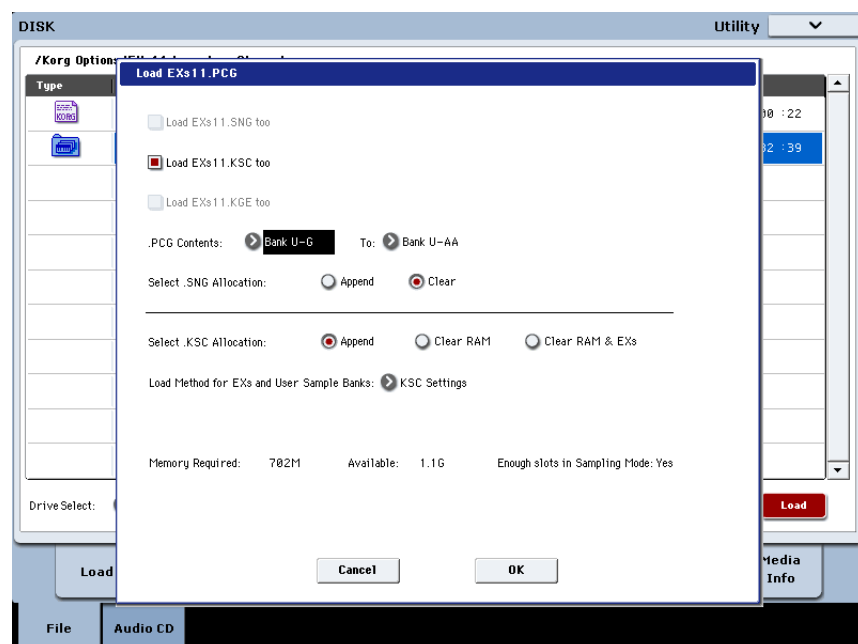 DISK
Utility
/Korg Options
Load EXs11.PCG
Type
KORG
Load EXs11.SNG too
:22
Load EXs11.KSC too
:39
Load EXs11.KGE too
.PCG Contents: Bank U-G To: Bank U-AA
Select .SNG Allocation: Append Clear
Select .KSC Allocation: Append Clear RAM Clear RAM & EXs
Load Method for EXs and User Sample Banks: KSC Settings
Memory Required: 702M Available: 1.1G Enough slots in Sampling Mode: Yes
Drive Select:
Load
Cancel OK
Load
Media
Info
File Audio CD